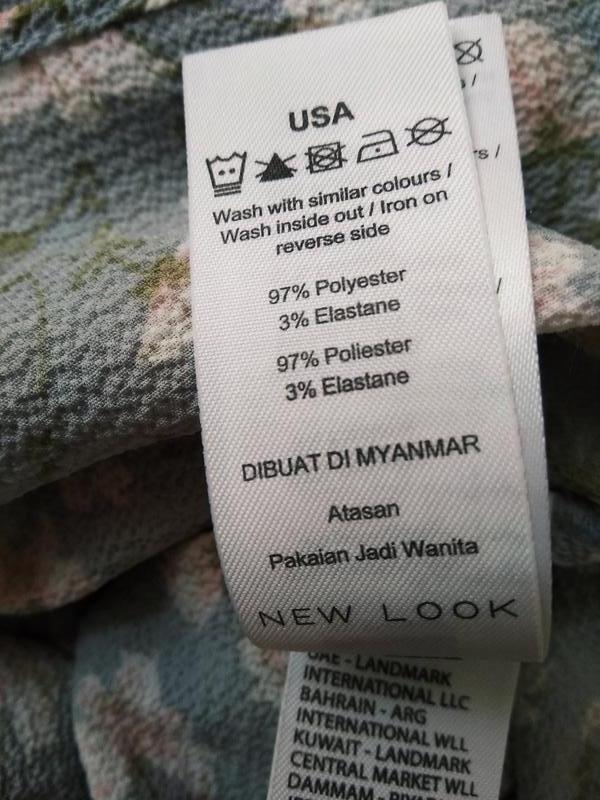 USA
Wash with similar colours /
Wash inside out / Iron on
reverse side
97% Polyester
3% Elastane
97% Poliester
3% Elastane
DIBUAT DI MYANMAR
Atasan
Pakaian Jadi Wanita
NEW LOOK
UAE - LANDMARK
INTERNATIONAL LLC
BAHRAIN - ARG
INTERNATIONAL WLL
KUWAIT - LANDMARK
CENTRAL MARKET WLL
DAMMAM -